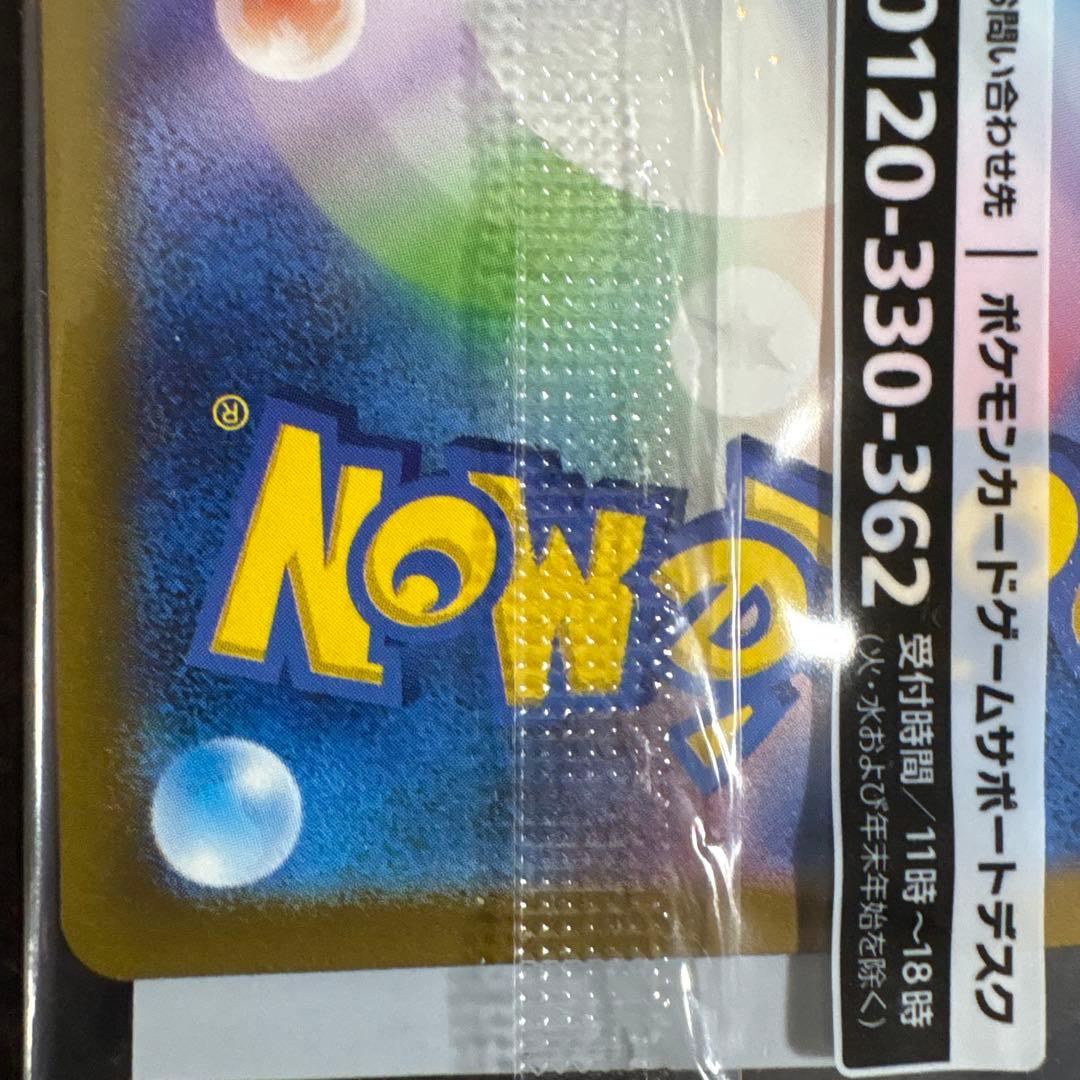 お問い合わせ先 | ポケモンカードゲームサポートデスク
0120-330-362 受付時間/11時~18時
(火・水および年末年始を除く)
®